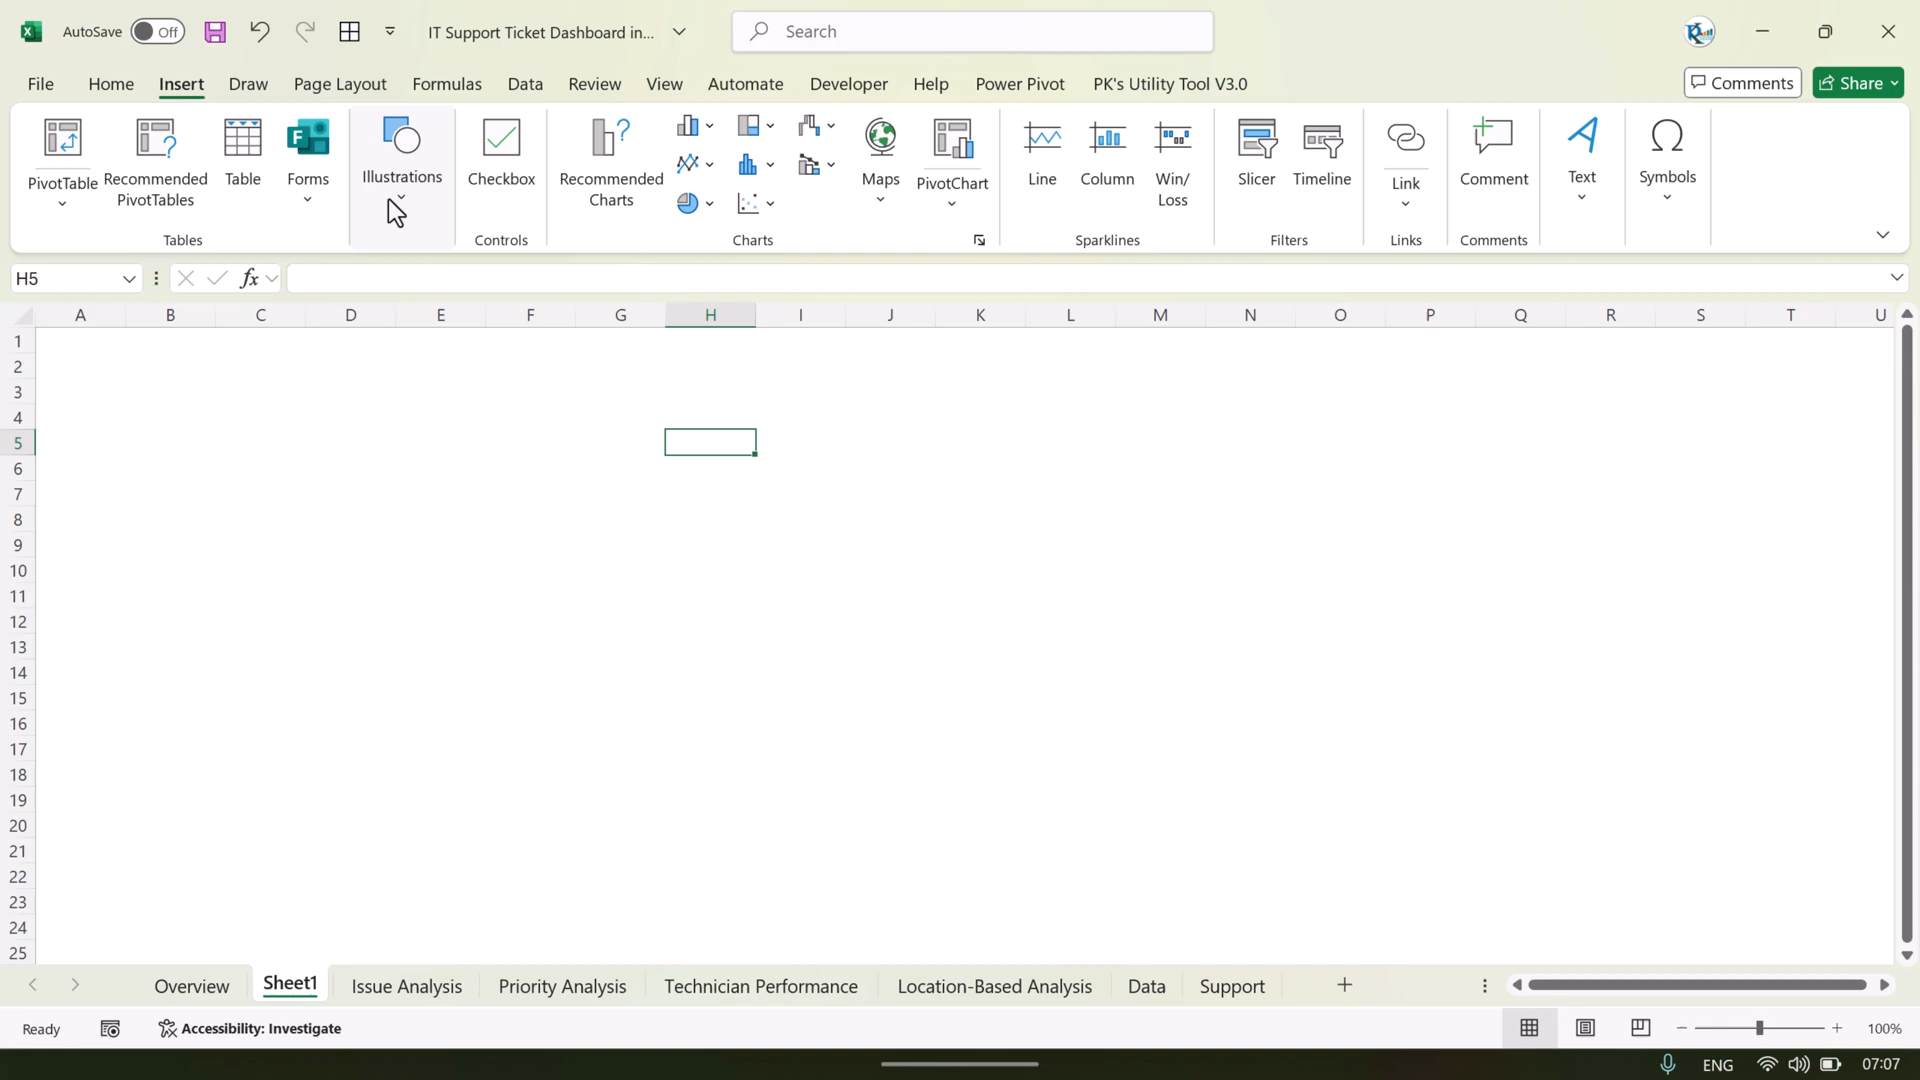 AutoSave Off IT Support Ticket Dashboard in... Search
File Home Insert Draw Page Layout Formulas Data Review View Automate Developer Help Power Pivot PK's Utility Tool V3.0 Comments Share
PivotTable Recommended PivotTables Table Forms Illustrations Checkbox Recommended Charts Maps PivotChart Line Column Win/Loss Slicer Timeline Link Comment Text Symbols
Tables Controls Charts Sparklines Filters Links Comments
H5 fx
A B C D E F G H I J K L M N O P Q R S T U
1
2
3
4
5
6
7
8
9
10
11
12
13
14
15
16
17
18
19
20
21
22
23
24
25
Overview Sheet1 Issue Analysis Priority Analysis Technician Performance Location-Based Analysis Data Support
Ready Accessibility: Investigate 100%
ENG 07:07